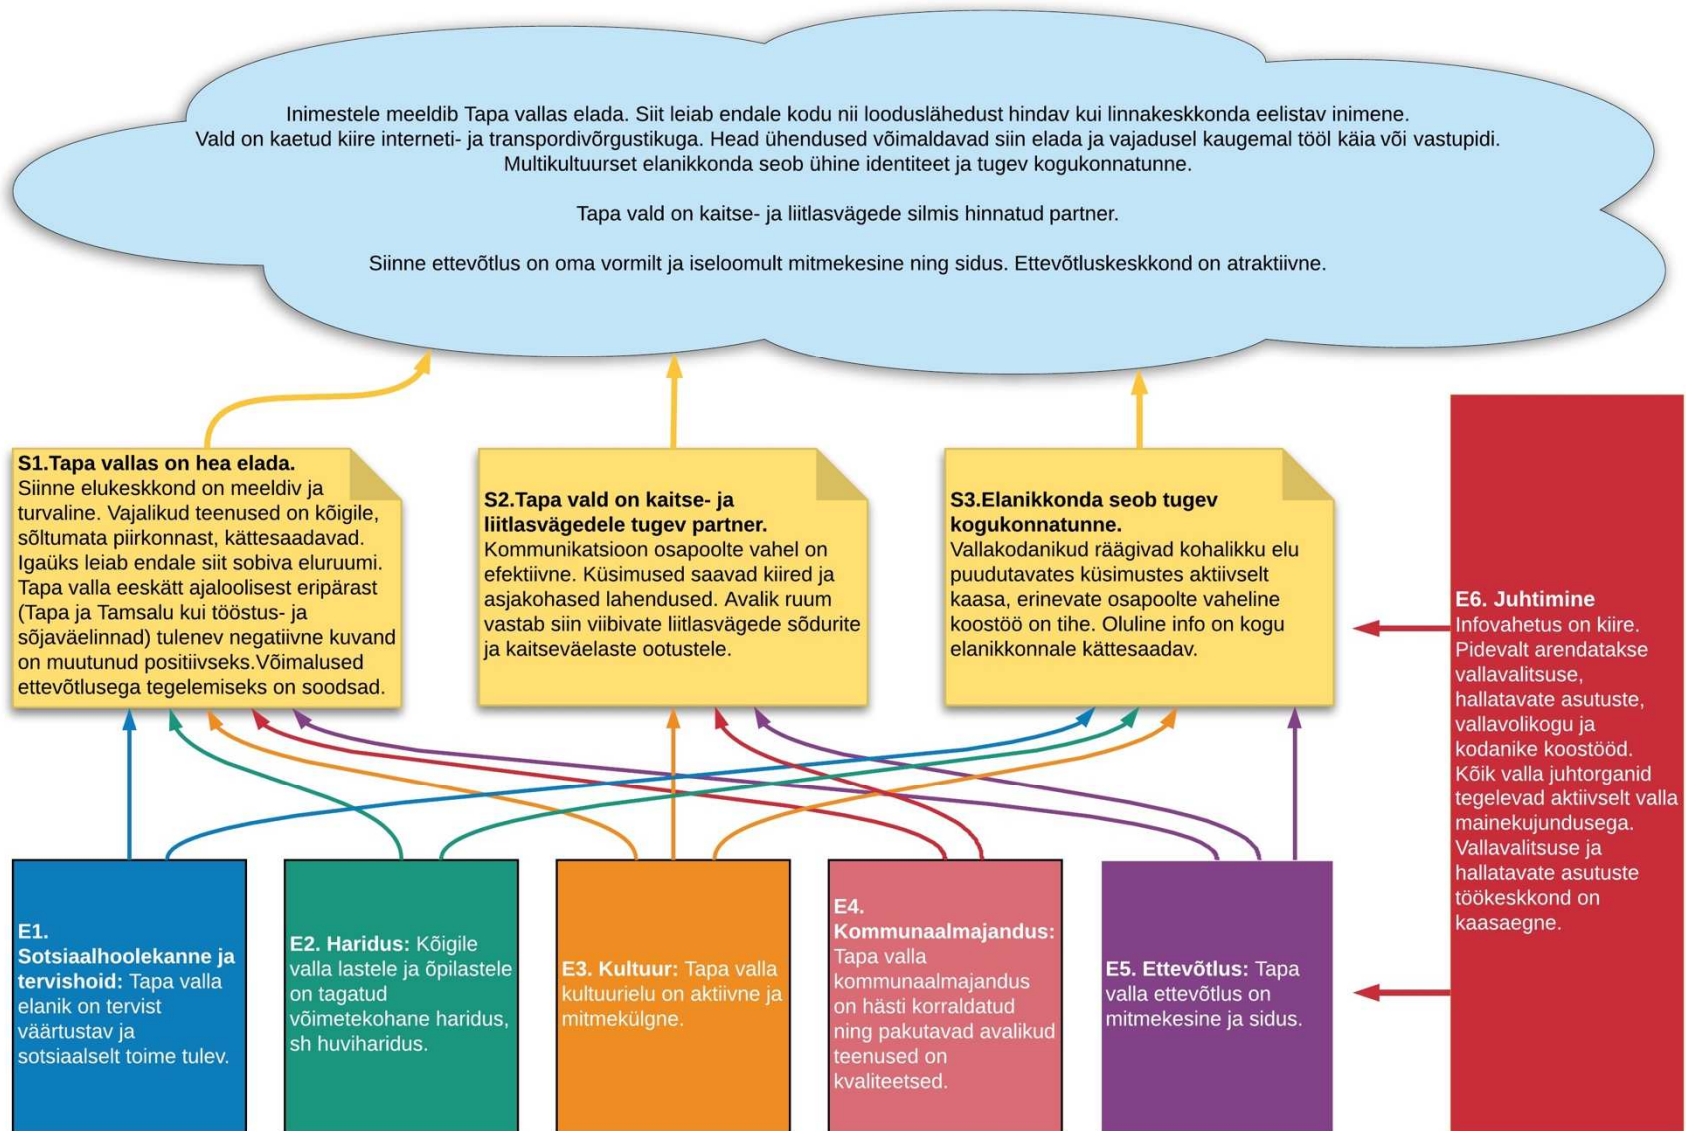 Inimestele meeldib Tapa vallas elada. Siit leiab endale kodu nii looduslähedust hindav kui linnakeskkonda eelistav inimene.
Vald on kaetud kiire interneti- ja transpordivõrgustikuga. Head ühendused võimaldavad siin elada ja vajadusel kaugemal tööl käia või vastupidi.
Multikultuurset elanikkonda seob ühine identiteet ja tugev kogukonnatunne.
Tapa vald on kaitse- ja liitlasvägede silmis hinnatud partner.
Siinne ettevõtlus on oma vormilt ja iseloomult mitmekesine ning sidus. Ettevõtluskeskkond on atraktiivne.
S1.Tapa vallas on hea elada.
Siinne elukeskkond on meeldiv ja
turvaline. Vajalikud teenused on kõigile,
sõltumata piirkonnast, kättesaadavad.
Igaüks leiab endale siit sobiva eluruumi.
Tapa valla eeskätt ajaloolisest eripärast
(Tapa ja Tamsalu kui tööstus- ja
sõjaväelinnad) tulenev negatiivne kuvand
on muutunud positiivseks.Võimalused
ettevõtlusega tegelemiseks on soodsad.
S2.Tapa vald on kaitse- ja
liitlasvägedele tugev partner.
Kommunikatsioon osapoolte vahel on
efektiivne. Küsimused saavad kiired ja
asjakohased lahendused. Avalik ruum
vastab siin viibivate liitlasvägede sõdurite
ja kaitseväelaste ootustele.
S3.Elanikkonda seob tugev
kogukonnatunne.
Vallakodanikud räägivad kohalikku elu
puudutavates küsimustes aktiivselt
kaasa, erinevate osapoolte vaheline
koostöö on tihe. Oluline info on kogu
elanikkonnale kättesaadav.
E6. Juhtimine
Infovahetus on kiire.
Pidevalt arendatakse
vallavalitsuse,
hallatavate asutuste,
vallavolikogu ja
kodanike koostööd.
Kõik valla juhtorganid
tegelevad aktiivselt valla
mainekujundusega.
Vallavalitsuse ja
hallatavate asutuste
töökeskkond on
kaasaegne.
E1.
Sotsiaalhoolekanne ja
tervishoid: Tapa valla
elanik on tervist
väärtustav ja
sotsiaalselt toime tulev.
E2. Haridus: Kõigile
valla lastele ja õpilastele
on tagatud
võimetekohane haridus,
sh huviharidus.
E3. Kultuur: Tapa valla
kultuurielu on aktiivne ja
mitmekülgne.
E4.
Kommunaalmajandus:
Tapa valla
kommunaalmajandus
on hästi korraldatud
ning pakutavad avalikud
teenused on
kvaliteetsed.
E5. Ettevõtlus: Tapa
valla ettevõtlus on
mitmekesine ja sidus.